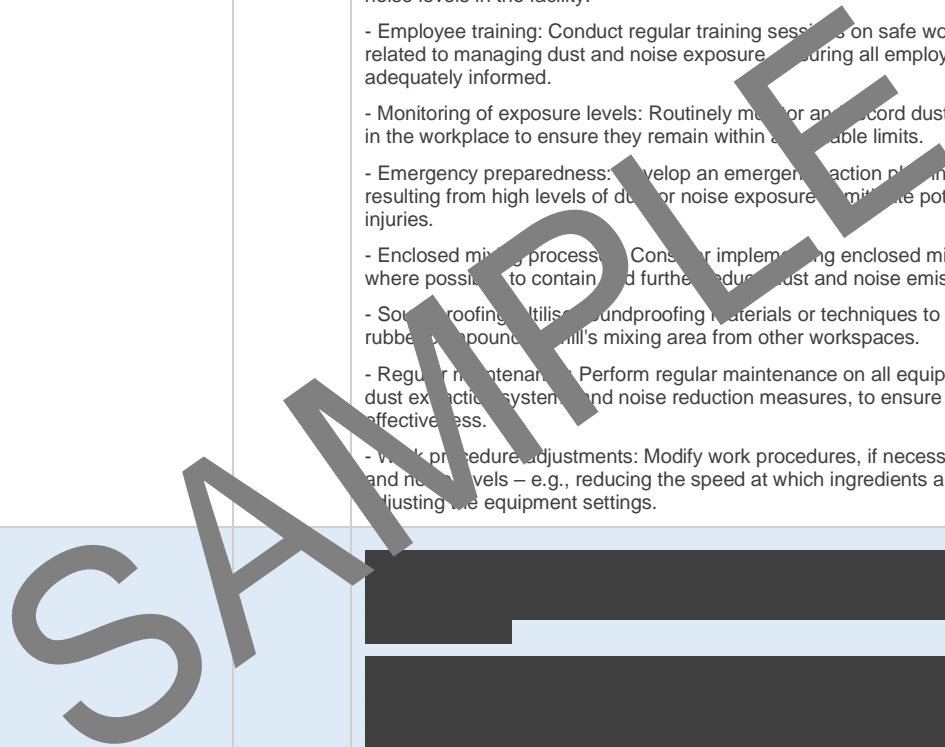 noise levels in the facility.
- Employee training: Conduct regular training sessions on safe wo
related to managing dust and noise exposure, ensuring all employ
adequately informed.
- Monitoring of exposure levels: Routinely monitor and record dust
in the workplace to ensure they remain within able limits.
- Emergency preparedness: Develop an emergency action plan in
resulting from high levels of dust or noise exposure mitigate pot
injuries.
- Enclosed mixing processes: Consider implementing enclosed mi
where possible to contain and further reduce dust and noise emis
- Soundproofing: Utilise soundproofing materials or techniques to
rubber compounding mill's mixing area from other workspaces.
- Regular maintenance: Perform regular maintenance on all equip
dust extraction systems and noise reduction measures, to ensure
effectiveness.
- Work procedure adjustments: Modify work procedures, if necess
and noise levels – e.g., reducing the speed at which ingredients a
adjusting the equipment settings.
SAMPLE